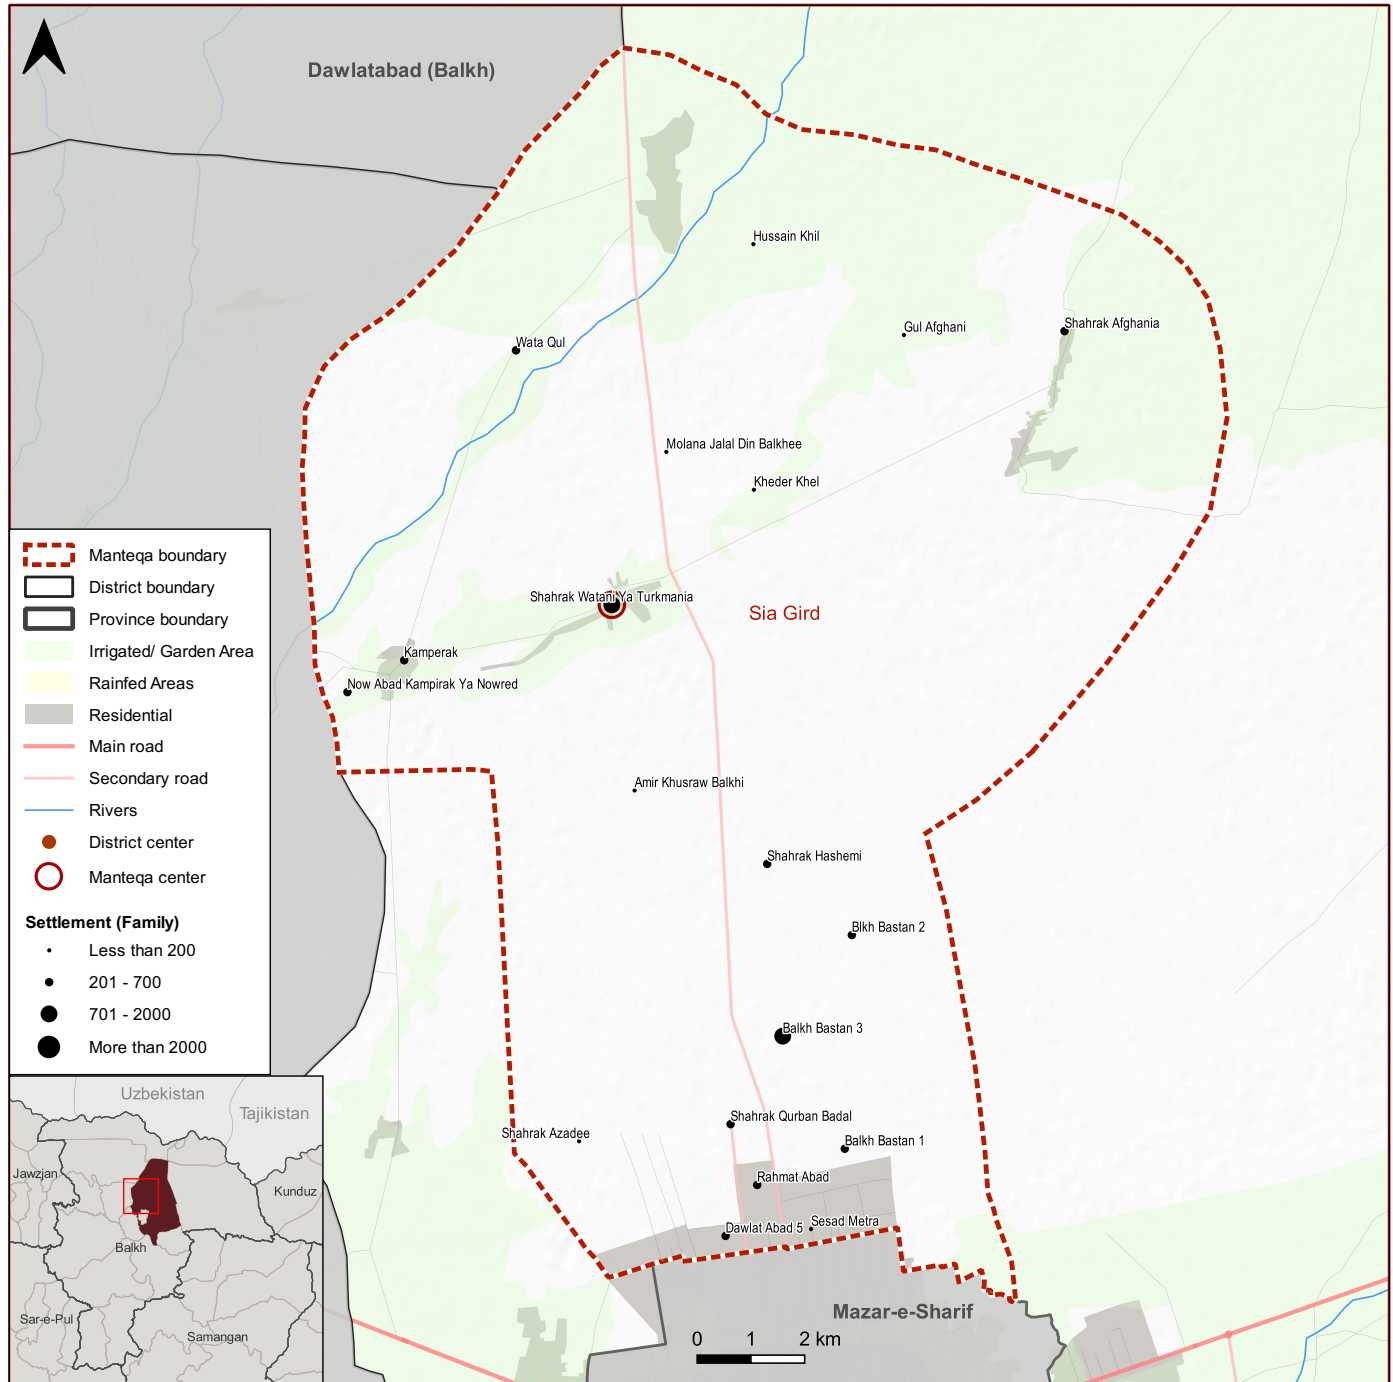 Dawlatabad (Balkh)
Hussain Khil
Gul Afghani
Shahrak Afghania
Wata Qul
Molana Jalal Din Balkhee
Kheder Khel
Shahrak Watani Ya Turkmania
Sia Gird
Kamperak
Now Abad Kampirak Ya Nowred
Amir Khusraw Balkhi
Shahrak Hashemi
Blkh Bastan 2
Balkh Bastan 3
Shahrak Qurban Badal
Shahrak Azadee
Balkh Bastan 1
Rahmat Abad
Sesad Metra
Dawlat Abad 5
Mazar-e-Sharif
0 1 2 km
Manteqa boundary
District boundary
Province boundary
Irrigated/ Garden Area
Rainfed Areas
Residential
Main road
Secondary road
Rivers
District center
Manteqa center
Settlement (Family)
Less than 200
201 - 700
701 - 2000
More than 2000
Uzbekistan
Tajikistan
Jawzjan
Kunduz
Balkh
Sar-e-Pul
Samangan